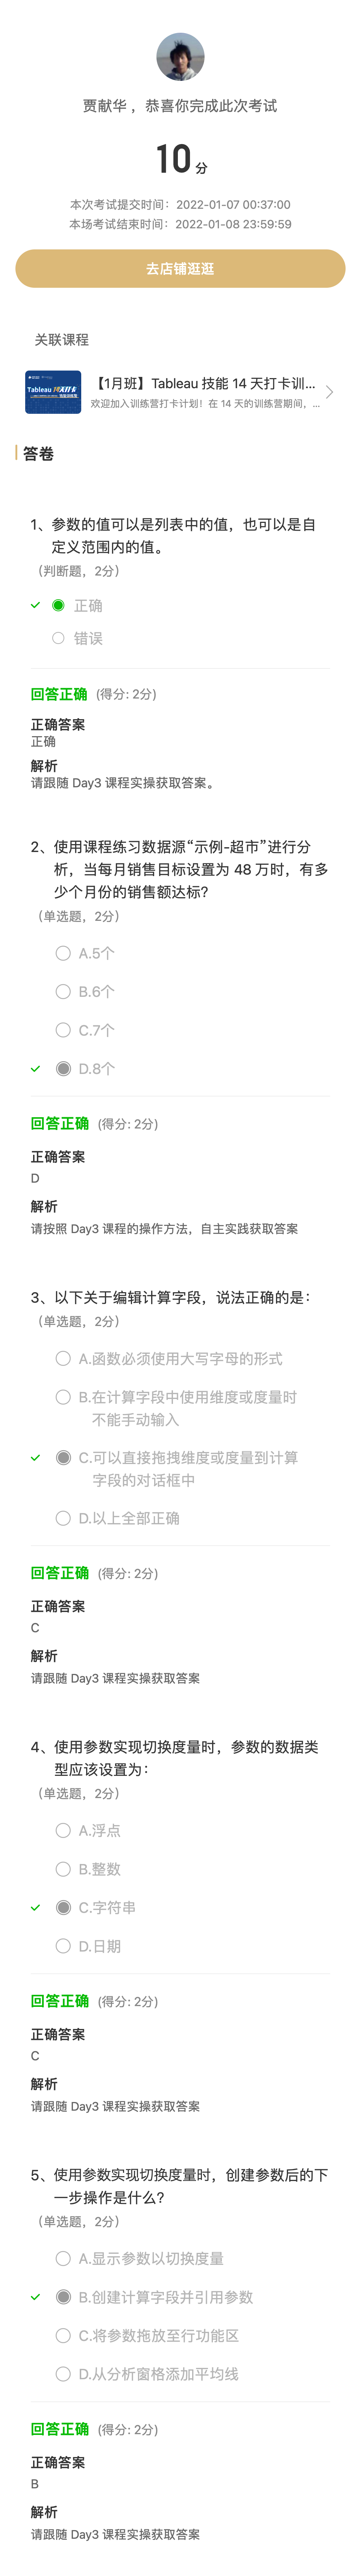 贾献华，恭喜你完成此次考试
10 分
本次考试提交时间：2022-01-07 00:37:00
本场考试结束时间：2022-01-08 23:59:59
去店铺逛逛
关联课程
Tableau 14天打卡
【1月班】Tableau 技能 14 天打卡训...
欢迎加入训练营打卡计划！在 14 天的训练营期间，...
答卷
1、参数的值可以是列表中的值，也可以是自
定义范围内的值。
（判断题，2分）
正确
错误
回答正确 (得分: 2分)
正确答案
正确
解析
请跟随 Day3 课程实操获取答案。
2、使用课程练习数据源“示例-超市”进行分
析，当每月销售目标设置为 48 万时，有多
少个月份的销售额达标？
（单选题，2分）
A.5个
B.6个
C.7个
D.8个
回答正确 (得分: 2分)
正确答案
D
解析
请按照 Day3 课程的操作方法，自主实践获取答案
3、以下关于编辑计算字段，说法正确的是：
（单选题，2分）
A.函数必须使用大写字母的形式
B.在计算字段中使用维度或度量时
不能手动输入
C.可以直接拖拽维度或度量到计算
字段的对话框中
D.以上全部正确
回答正确 (得分: 2分)
正确答案
C
解析
请跟随 Day3 课程实操获取答案
4、使用参数实现切换度量时，参数的数据类
型应该设置为：
（单选题，2分）
A.浮点
B.整数
C.字符串
D.日期
回答正确 (得分: 2分)
正确答案
C
解析
请跟随 Day3 课程实操获取答案
5、使用参数实现切换度量时，创建参数后的下
一步操作是什么？
（单选题，2分）
A.显示参数以切换度量
B.创建计算字段并引用参数
C.将参数拖放至行功能区
D.从分析窗格添加平均线
回答正确 (得分: 2分)
正确答案
B
解析
请跟随 Day3 课程实操获取答案